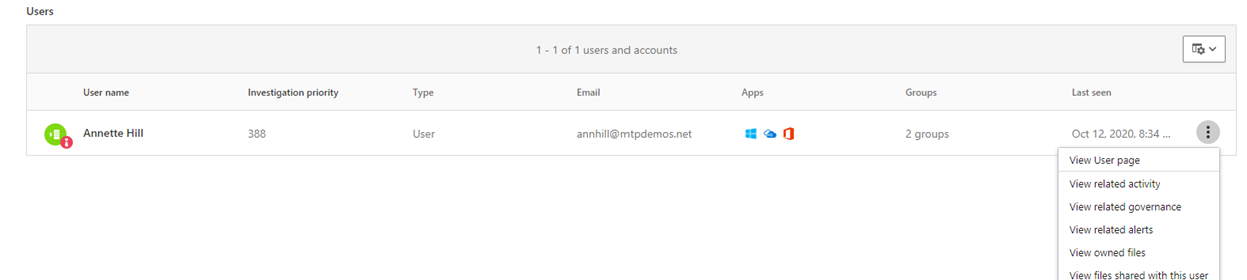 Users
1 - 1 of 1 users and accounts
User name Investigation priority Type Email Apps Groups Last seen
Annette Hill 388 User annhill@mtpdemos.net 2 groups Oct 12, 2020, 8:34 ...
View User page
View related activity
View related governance
View related alerts
View owned files
View files shared with this user